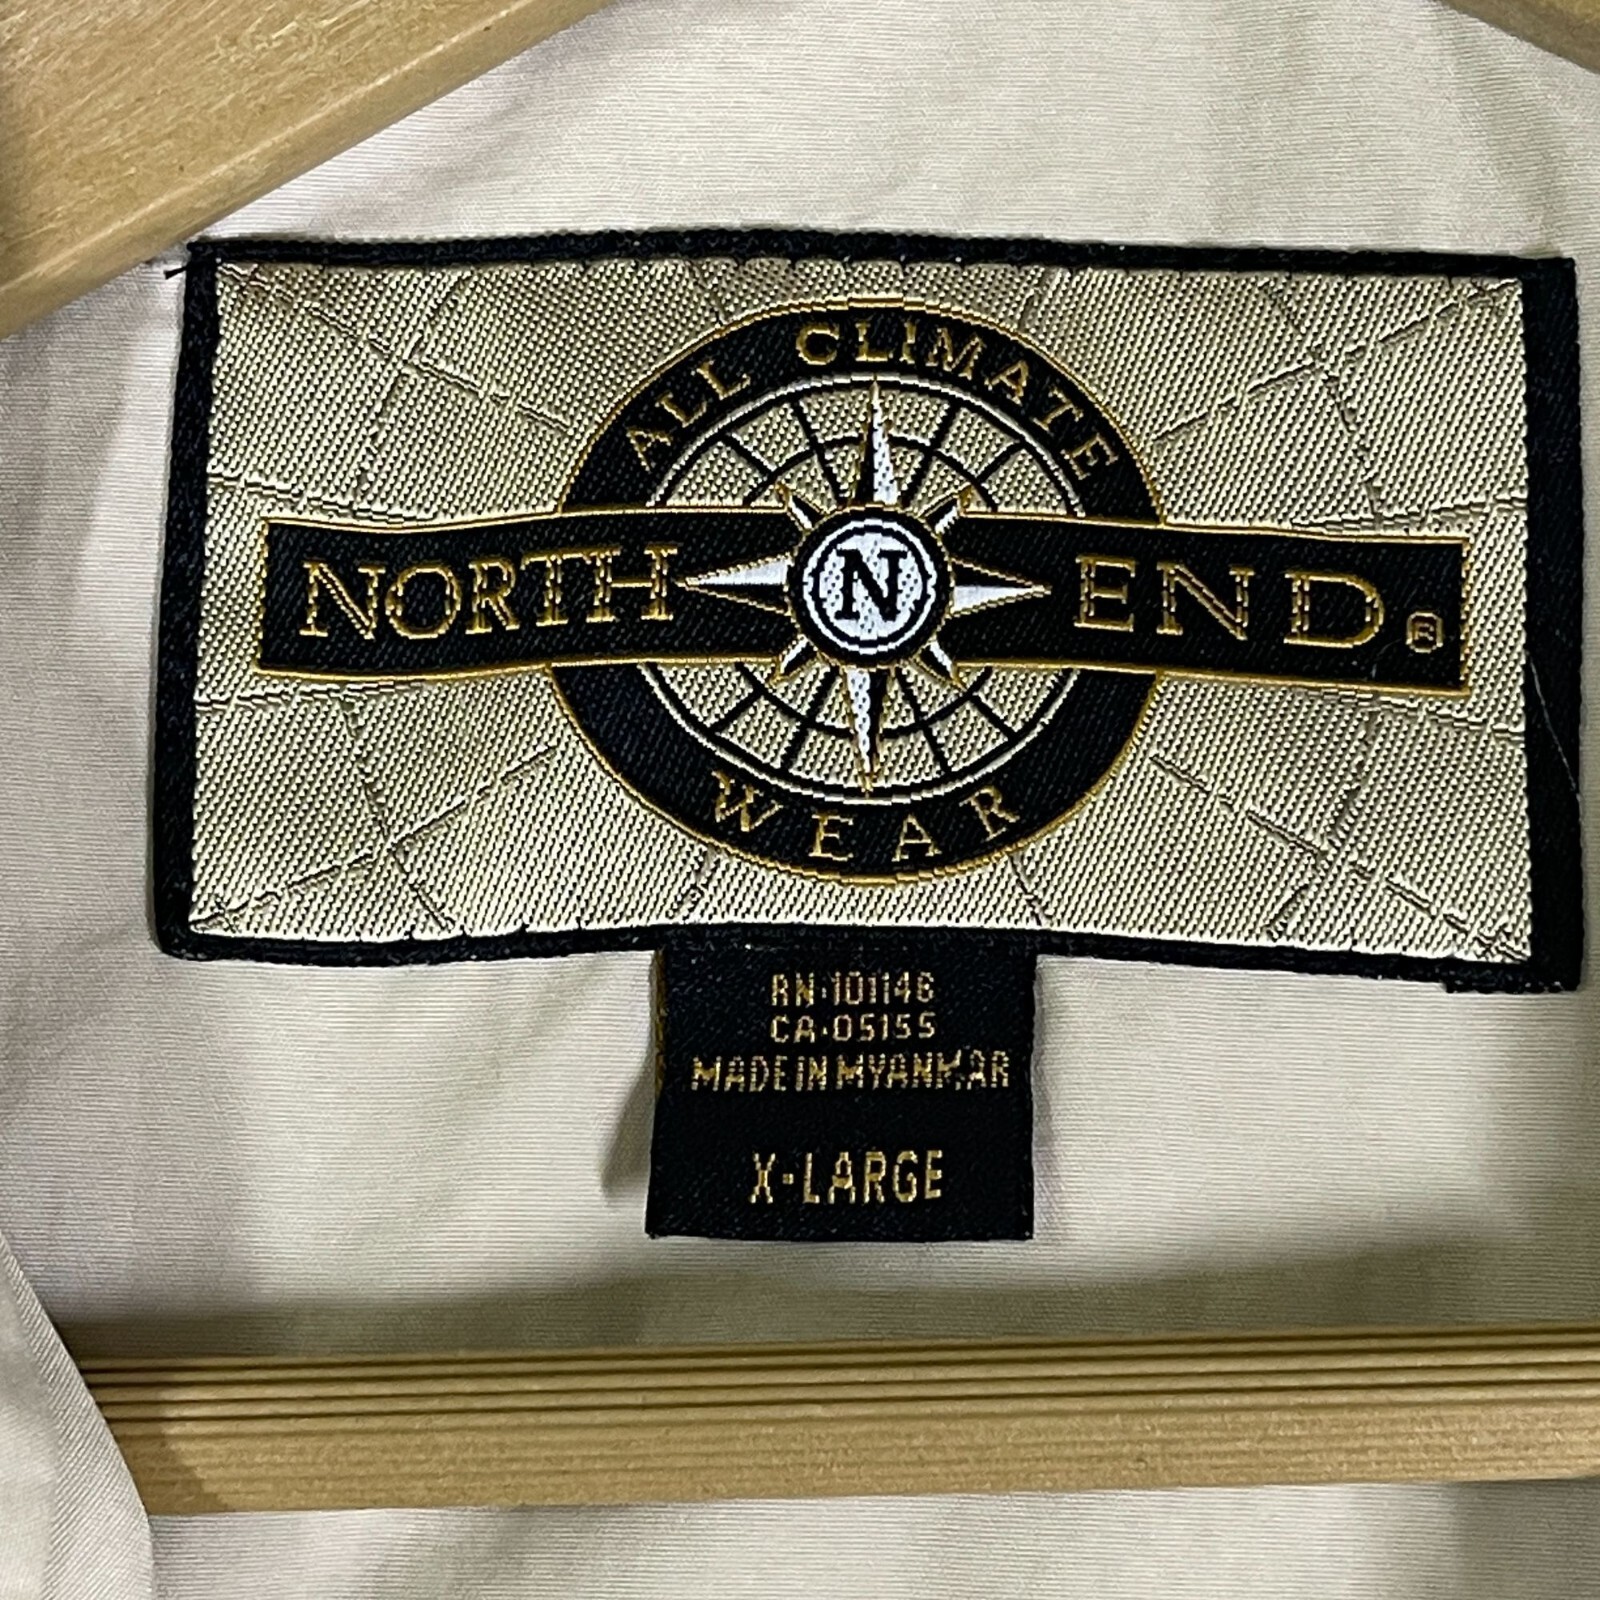 ALL CLIMATE
NORTH N END®
WEAR
RN·101146
CA·05155
MADE IN MYANMAR
X-LARGE